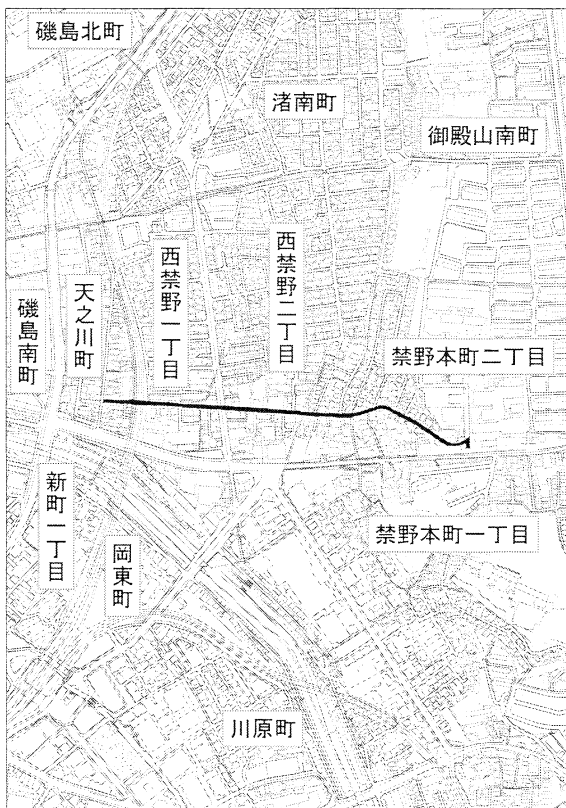 磯島北町
渚南町
御殿山南町
西禁野二丁目
西禁野一丁目
天之川町
磯島南町
禁野本町二丁目
新町一丁目
岡東町
禁野本町一丁目
川原町